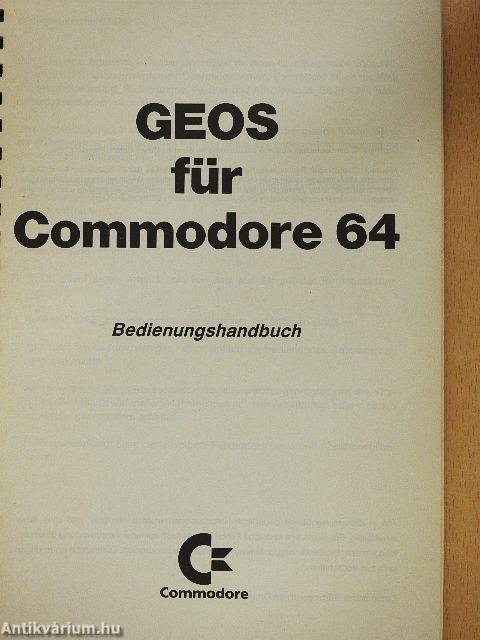 GEOS
für
Commodore 64
Bedienungshandbuch
Commodore
Antikvárium.hu